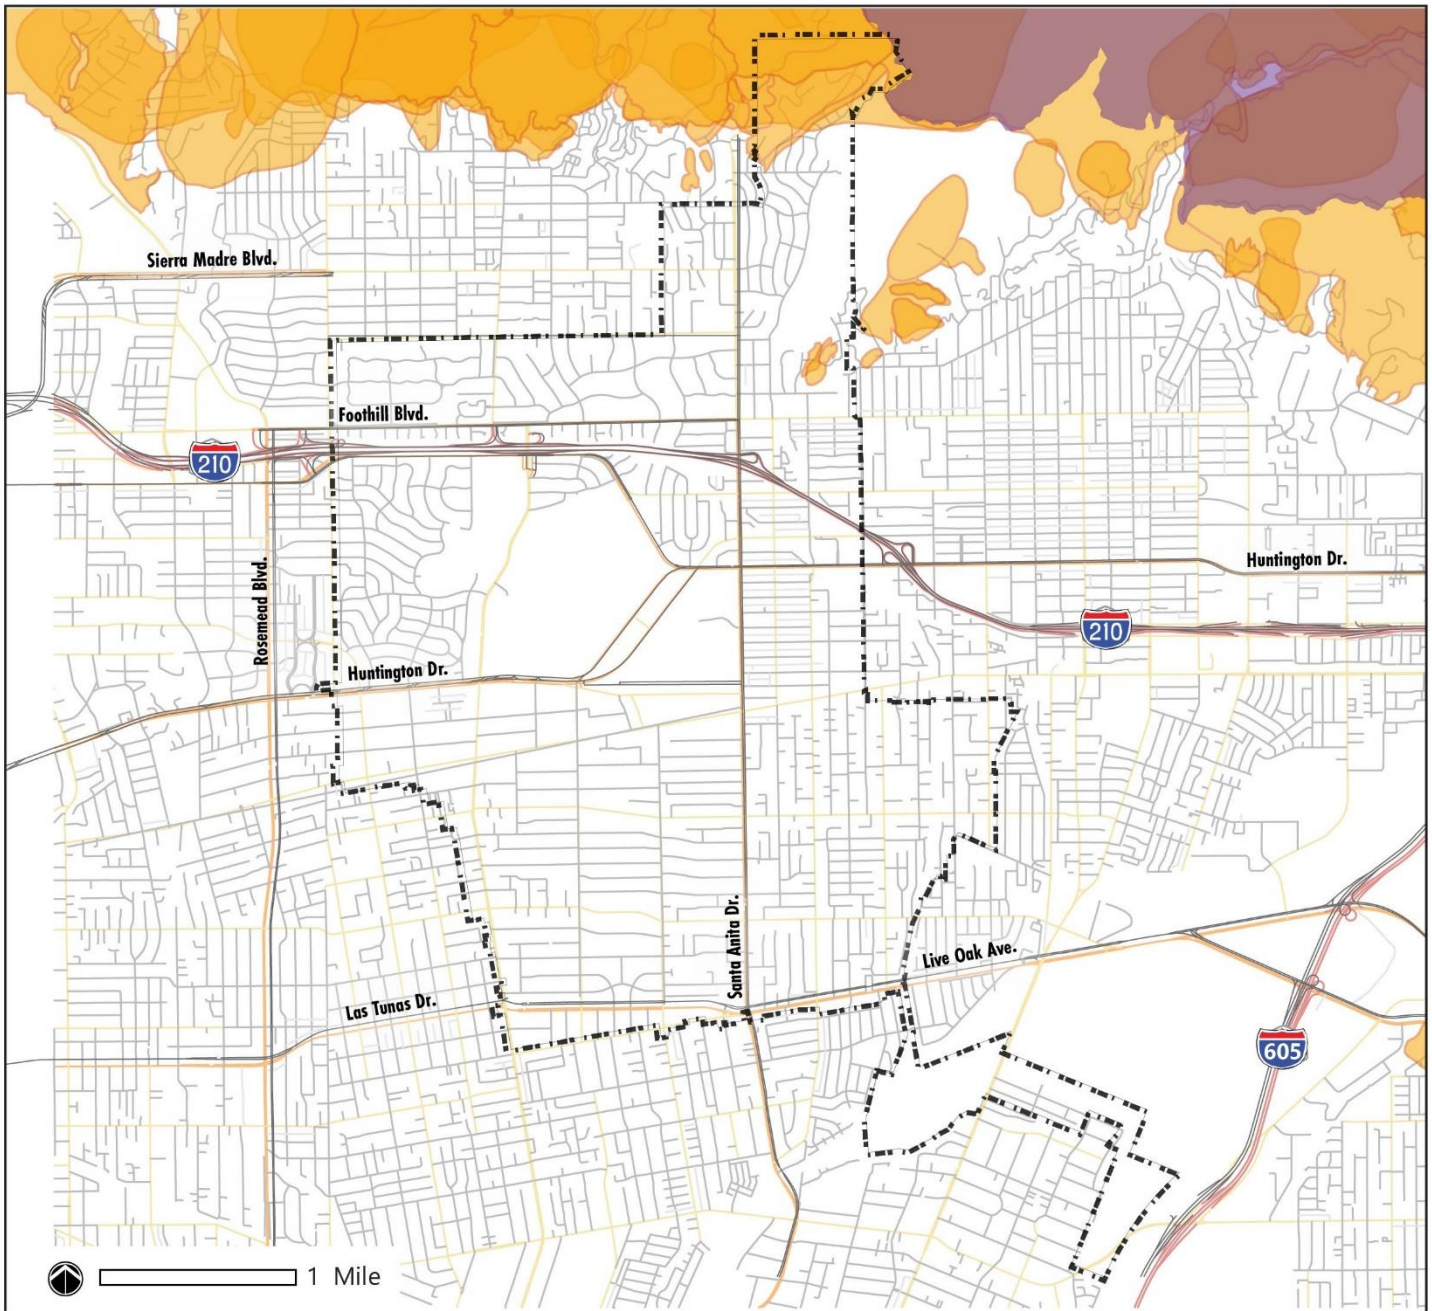 Sierra Madre Blvd.
Foothill Blvd.
210
Rosemead Blvd.
Huntington Dr.
210
Huntington Dr.
Santa Anita Dr.
Live Oak Ave.
Las Tunas Dr.
605
1 Mile